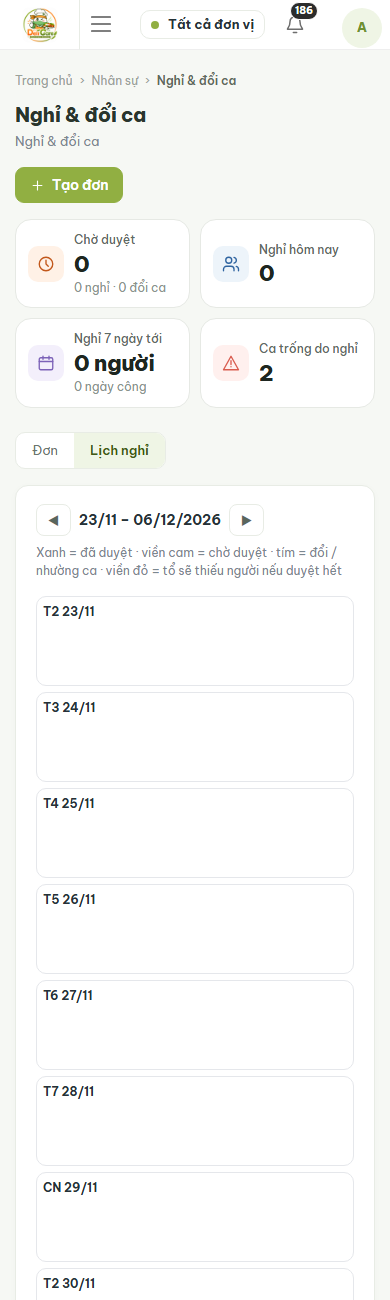 Tất cả đơn vị
186
A
Trang chủ › Nhân sự › Nghỉ & đổi ca
Nghỉ & đổi ca
Nghỉ & đổi ca
+ Tạo đơn
Chờ duyệt
0
0 nghỉ · 0 đổi ca
Nghỉ hôm nay
0
Nghỉ 7 ngày tới
0 người
0 ngày công
Ca trống do nghỉ
2
Đơn
Lịch nghỉ
◀ 23/11 – 06/12/2026 ▶
Xanh = đã duyệt · viền cam = chờ duyệt · tím = đổi /
nhường ca · viền đỏ = tổ sẽ thiếu người nếu duyệt hết
T2 23/11
T3 24/11
T4 25/11
T5 26/11
T6 27/11
T7 28/11
CN 29/11
T2 30/11